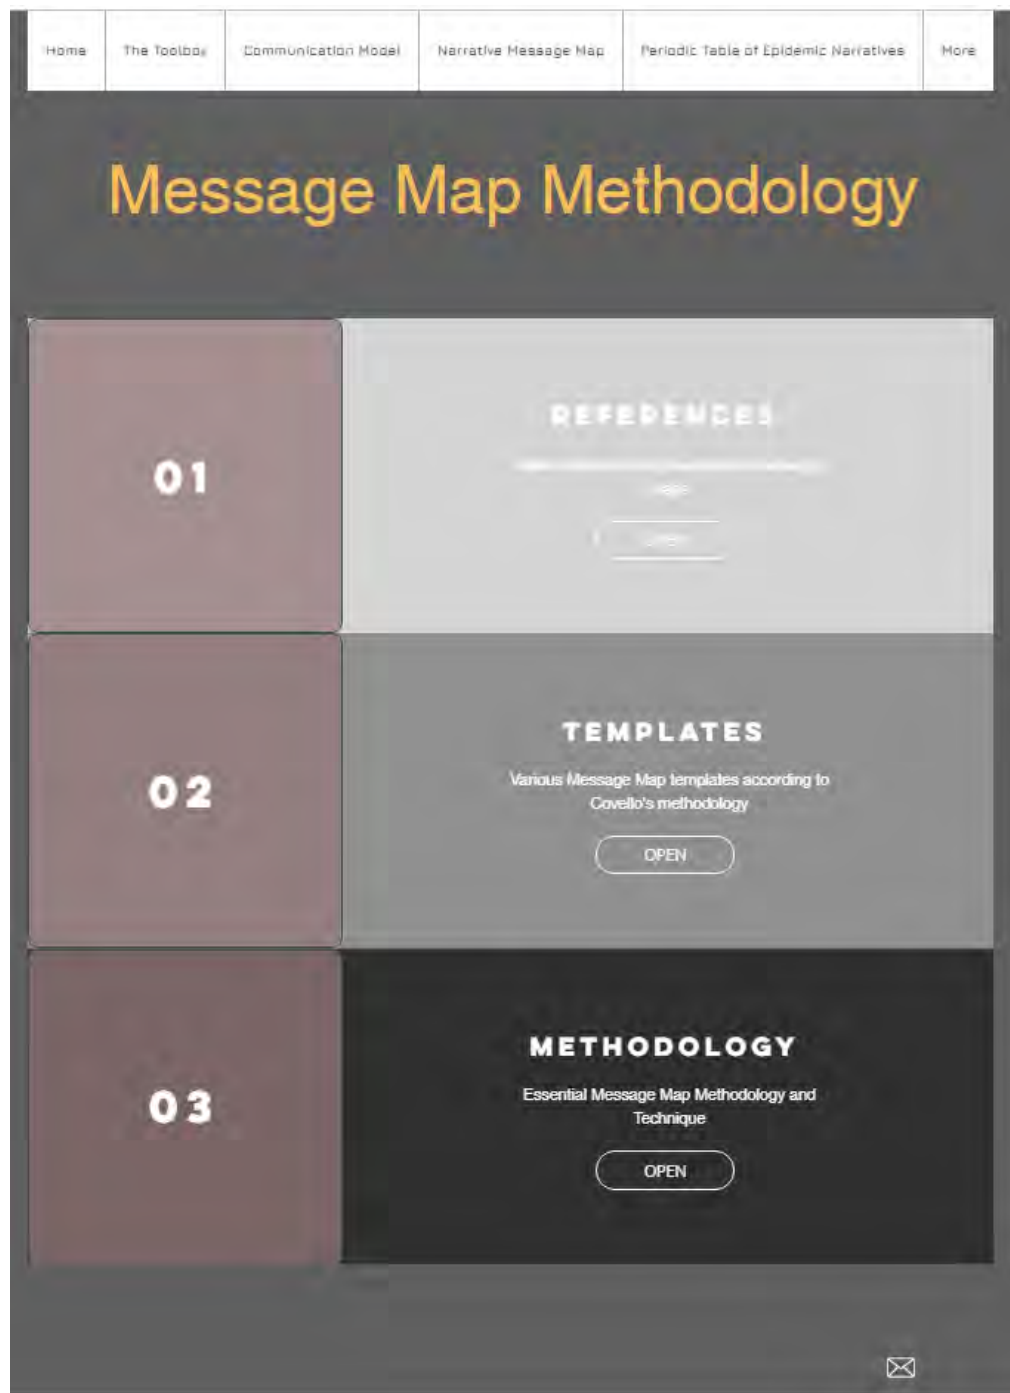 Home The Toolbox Communication Model Narrative Message Map Periodic Table of Epidemic Narratives More
Message Map Methodology
01
REFERENCES
02
TEMPLATES
Various Message Map templates according to
Covello's methodology
OPEN
03
METHODOLOGY
Essential Message Map Methodology and
Technique
OPEN